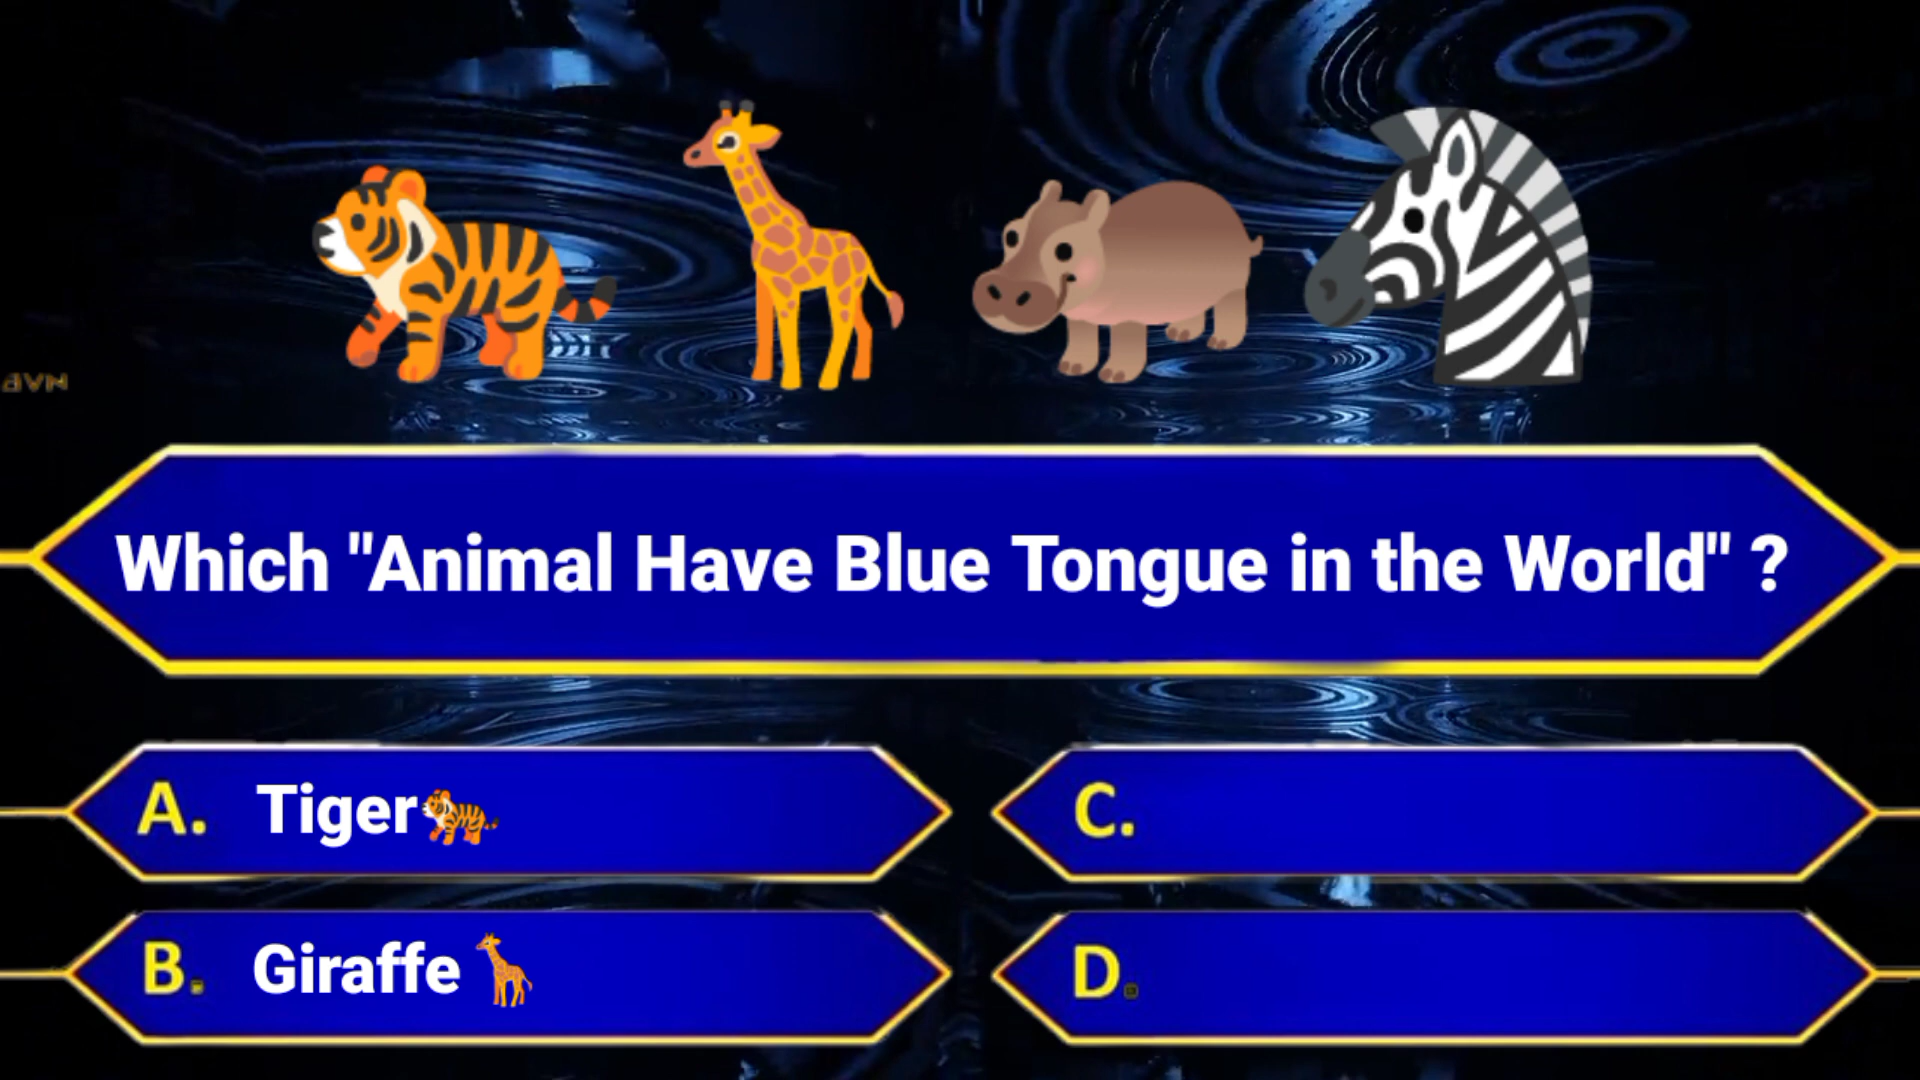 Which "Animal Have Blue Tongue in the World" ?
A. Tiger
C.
B. Giraffe
D.